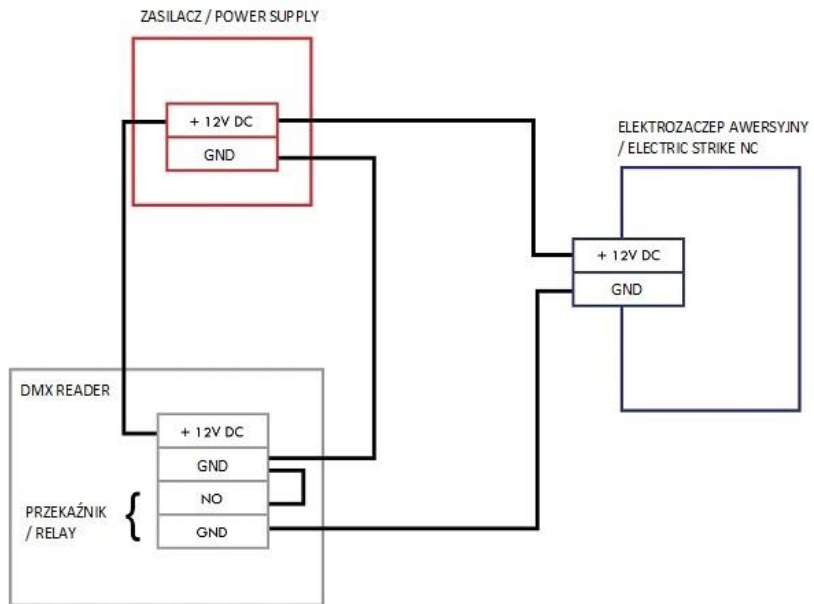 ZASILACZ / POWER SUPPLY
+ 12V DC
GND
ELEKTROZACZEP AWERSYJNY
/ ELECTRIC STRIKE NC
+ 12V DC
GND
DMX READER
+ 12V DC
GND
NO
GND
PRZEKAŹNIK
/ RELAY
{